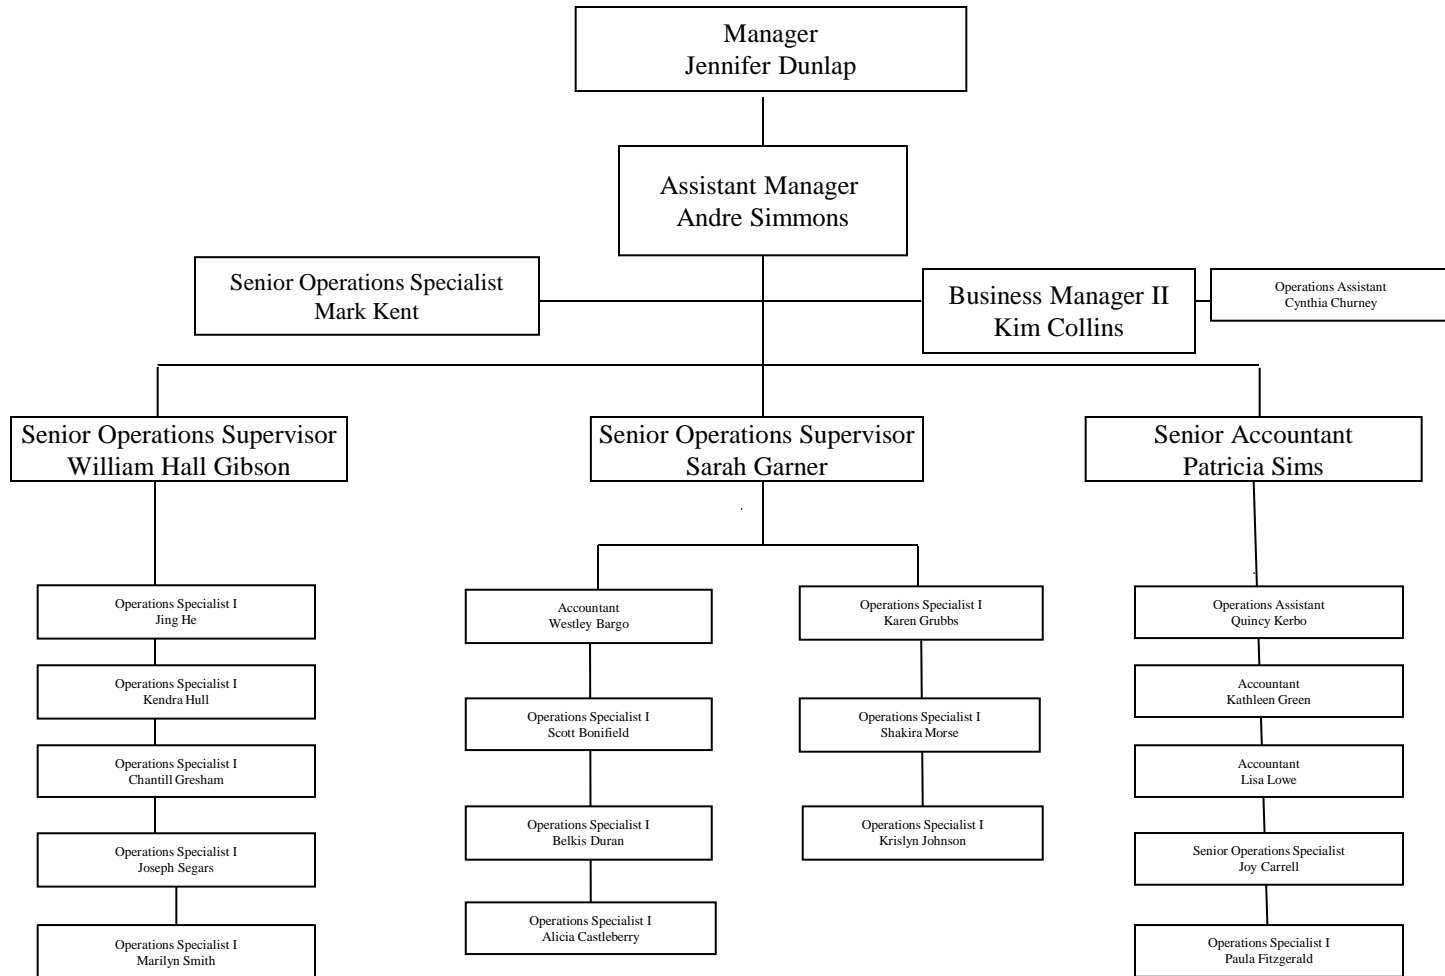 Manager
Jennifer Dunlap
Assistant Manager
Andre Simmons
Senior Operations Specialist
Mark Kent
Business Manager II
Kim Collins
Operations Assistant
Cynthia Churney
Senior Operations Supervisor
William Hall Gibson
Senior Operations Supervisor
Sarah Garner
Senior Accountant
Patricia Sims
Operations Specialist I
Jing He
Operations Specialist I
Kendra Hull
Operations Specialist I
Chantill Gresham
Operations Specialist I
Joseph Segars
Operations Specialist I
Marilyn Smith
Accountant
Westley Bargo
Operations Specialist I
Scott Bonifield
Operations Specialist I
Belkis Duran
Operations Specialist I
Alicia Castleberry
Operations Specialist I
Karen Grubbs
Operations Specialist I
Shakira Morse
Operations Specialist I
Krislyn Johnson
Operations Assistant
Quincy Kerbo
Accountant
Kathleen Green
Accountant
Lisa Lowe
Senior Operations Specialist
Joy Carrell
Operations Specialist I
Paula Fitzgerald